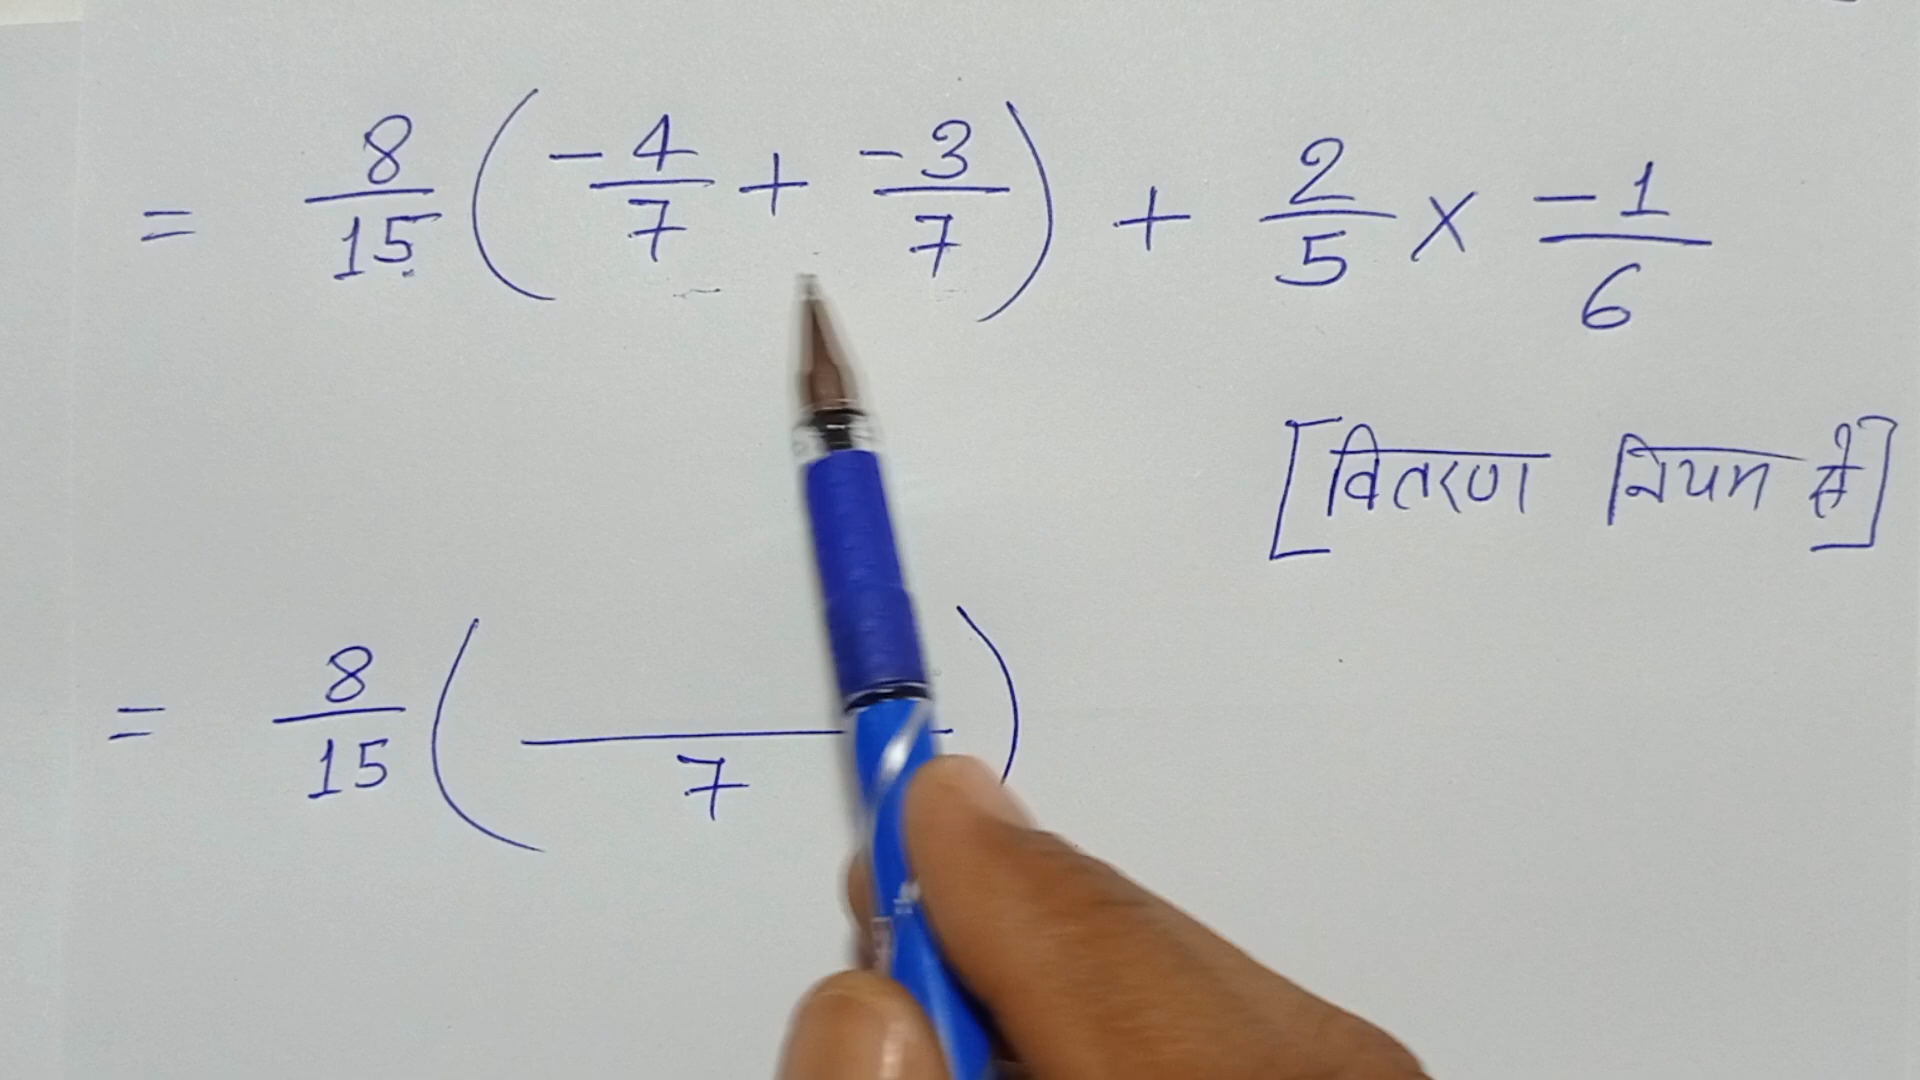 = 8/15 ( -4/7 + -3/7 ) + 2/5 × -1/6
[वितरण नियम से]
= 8/15 ( /7 )